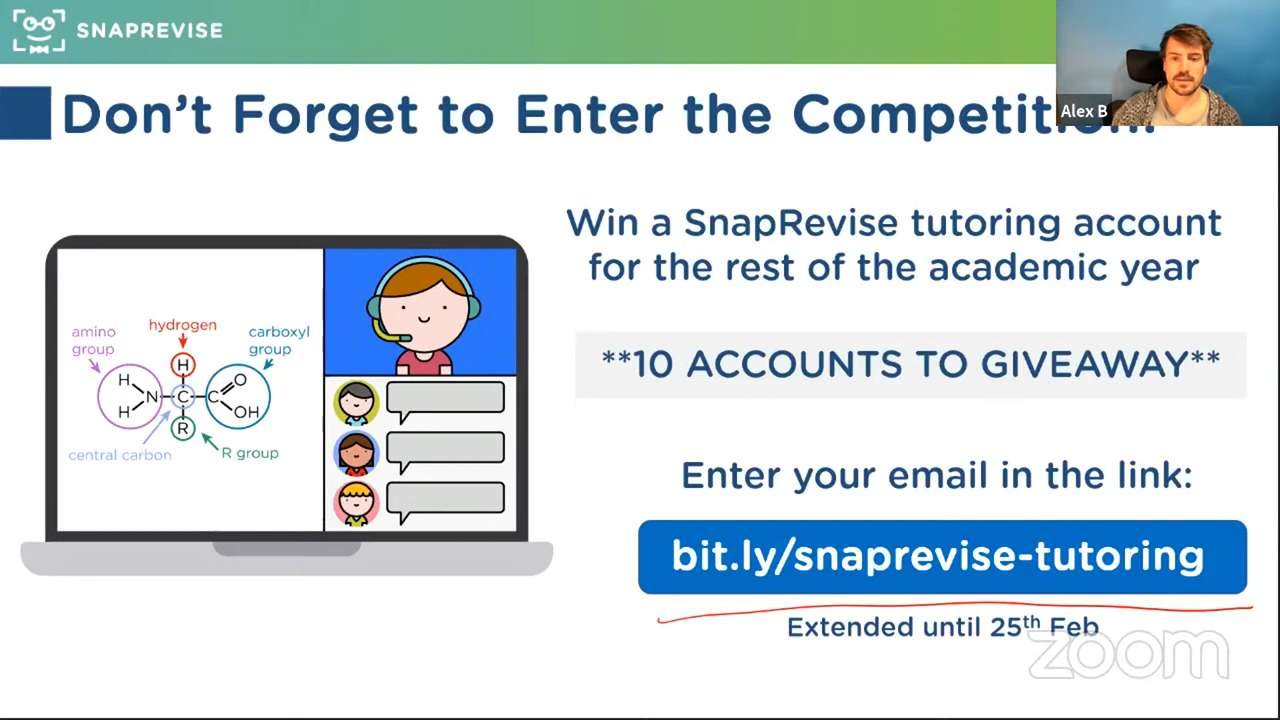 SNAPREVISE
Alex B
Don't Forget to Enter the Competition!
Win a SnapRevise tutoring account
for the rest of the academic year
**10 ACCOUNTS TO GIVEAWAY**
Enter your email in the link:
bit.ly/snaprevise-tutoring
Extended until 25th Feb
zoom
amino
group
hydrogen
carboxyl
group
H
H
O
H
N
C
C
OH
R
central carbon
R group